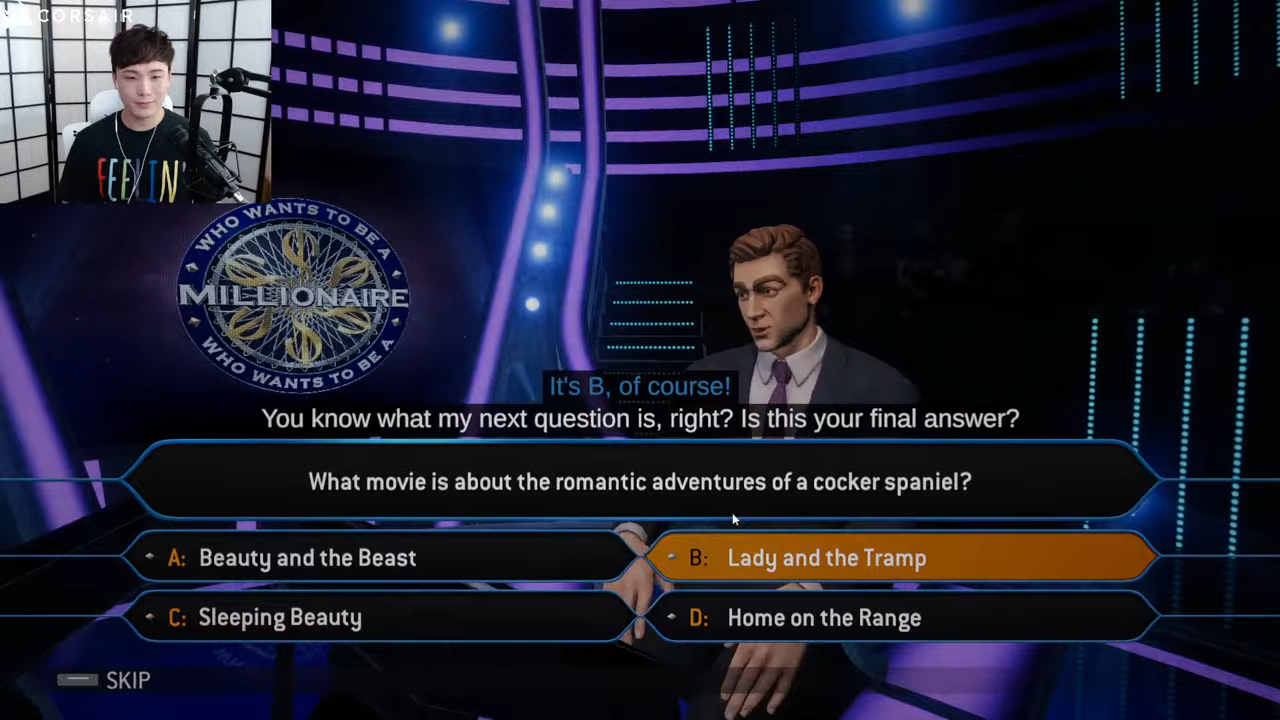 CORSAIR
FEELIN'
WHO WANTS TO BE A
MILLIONAIRE
WHO WANTS TO BE A
It's B, of course!
You know what my next question is, right? Is this your final answer?
What movie is about the romantic adventures of a cocker spaniel?
A: Beauty and the Beast
B: Lady and the Tramp
C: Sleeping Beauty
D: Home on the Range
SKIP